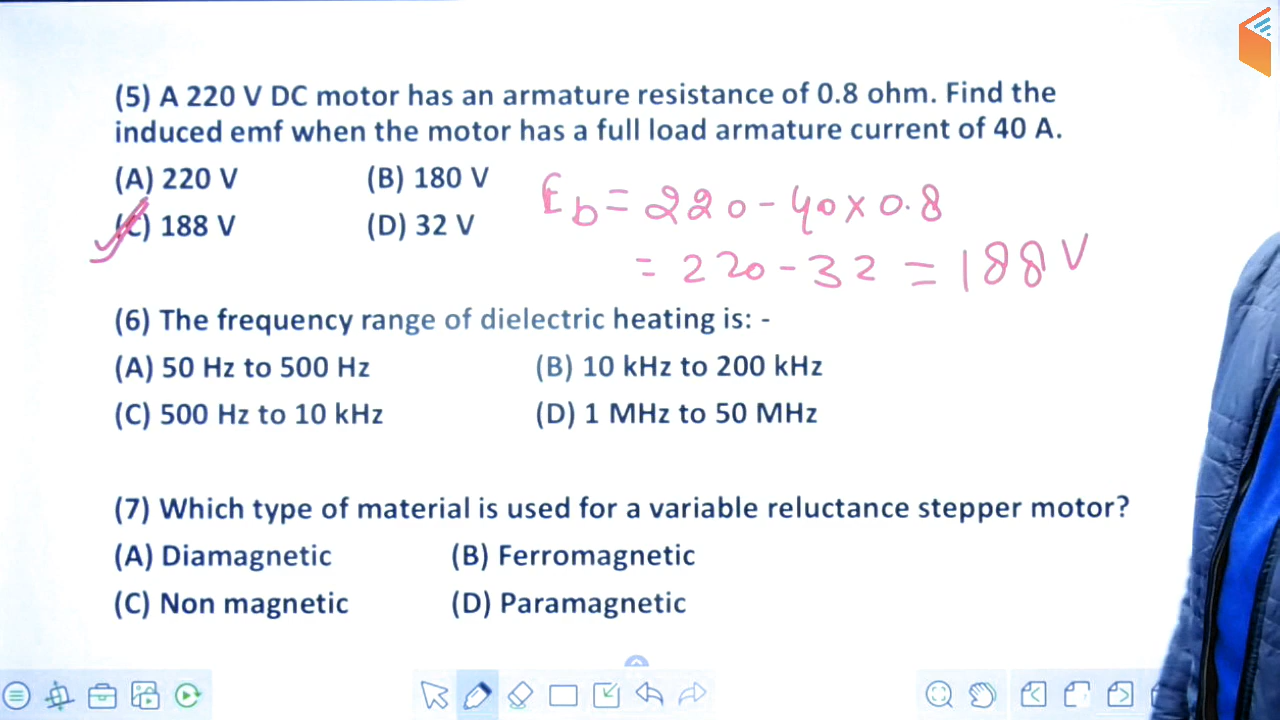 (5) A 220 V DC motor has an armature resistance of 0.8 ohm. Find the
induced emf when the motor has a full load armature current of 40 A.
(A) 220 V (B) 180 V
(C) 188 V (D) 32 V
Eb = 220 - 40 × 0.8
= 220 - 32 = 188 V
(6) The frequency range of dielectric heating is: -
(A) 50 Hz to 500 Hz (B) 10 kHz to 200 kHz
(C) 500 Hz to 10 kHz (D) 1 MHz to 50 MHz
(7) Which type of material is used for a variable reluctance stepper motor?
(A) Diamagnetic (B) Ferromagnetic
(C) Non magnetic (D) Paramagnetic